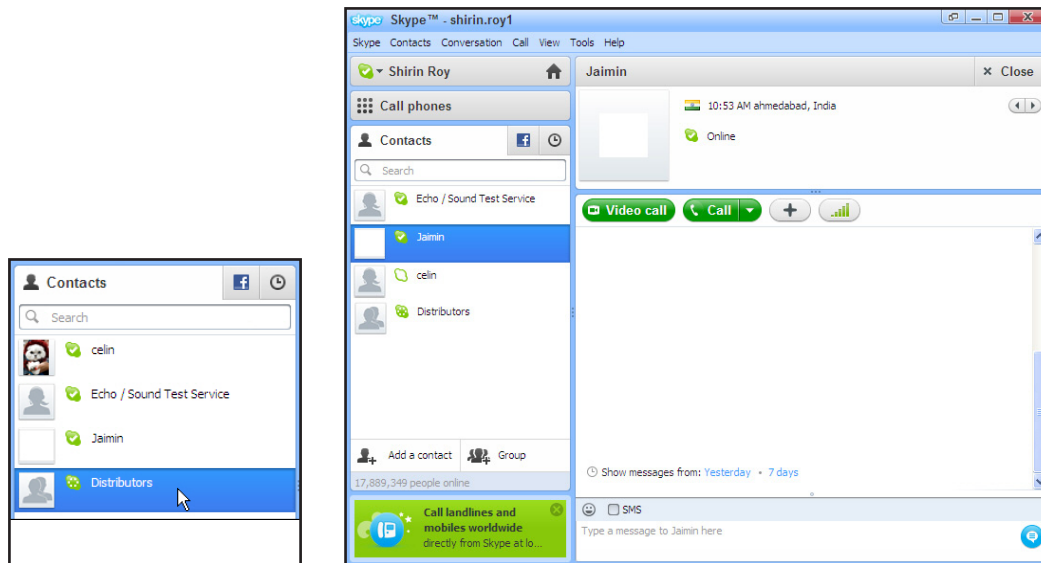 Contacts
Search
celin
Echo / Sound Test Service
Jaimin
Distributors
skype Skype™ - shirin.roy1
Skype Contacts Conversation Call View Tools Help
Shirin Roy
Call phones
Contacts
Search
Echo / Sound Test Service
Jaimin
celin
Distributors
Add a contact Group
17,889,349 people online
Call landlines and
mobiles worldwide
directly from Skype at lo...
Jaimin × Close
10:53 AM ahmedabad, India
Online
Video call Call
Show messages from: Yesterday • 7 days
SMS
Type a message to Jaimin here